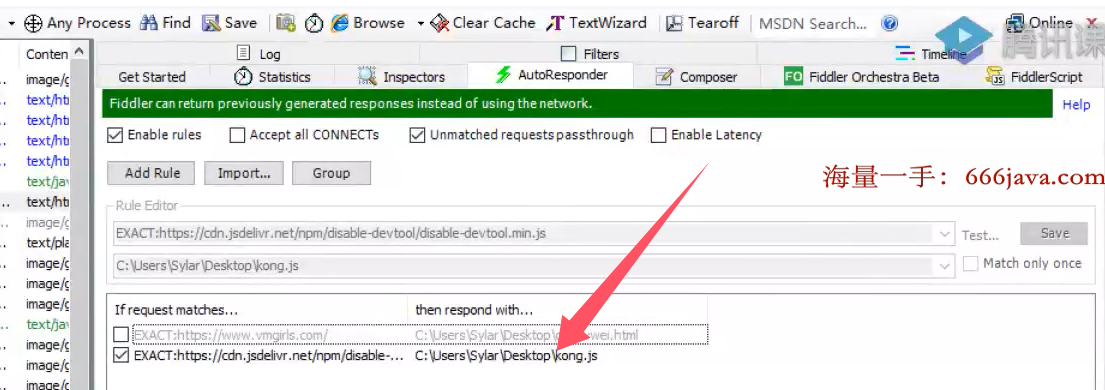 Any Process Find Save Browse Clear Cache TextWizard Tearoff MSDN Search... Online
腾讯课
Conten
Log Filters Timeline
image/g Get Started Statistics Inspectors AutoResponder Composer FO Fiddler Orchestra Beta FiddlerScript
text/ht Fiddler can return previously generated responses instead of using the network. Help
text/ht
text/ht Enable rules Accept all CONNECTs Unmatched requests passthrough Enable Latency
text/ht
text/jav Add Rule Import... Group 海量一手：666java.com
text/ht Rule Editor
image/g
text/pla EXACT:https://cdn.jsdelivr.net/npm/disable-devtool/disable-devtool.min.js Test... Save
image/g C:\Users\Sylar\Desktop\kong.js Match only once
image/g
image/g If request matches... then respond with...
text/jav EXACT:https://www.vmgirls.com/ C:\Users\Sylar\Desktop\ wei.html
image/g EXACT:https://cdn.jsdelivr.net/npm/disable-... C:\Users\Sylar\Desktop\kong.js
image/g
image/g